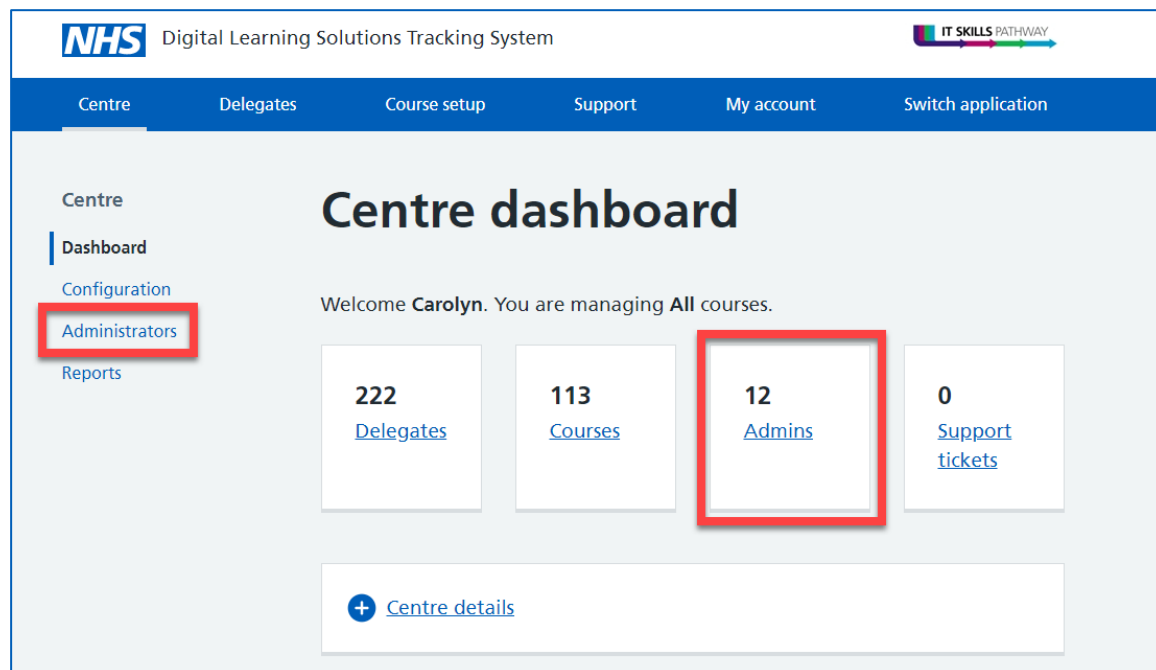 NHS Digital Learning Solutions Tracking System
IT SKILLS PATHWAY
Centre Delegates Course setup Support My account Switch application
Centre
Dashboard
Configuration
Administrators
Reports
Centre dashboard
Welcome Carolyn. You are managing All courses.
222
Delegates
113
Courses
12
Admins
0
Support
tickets
Centre details